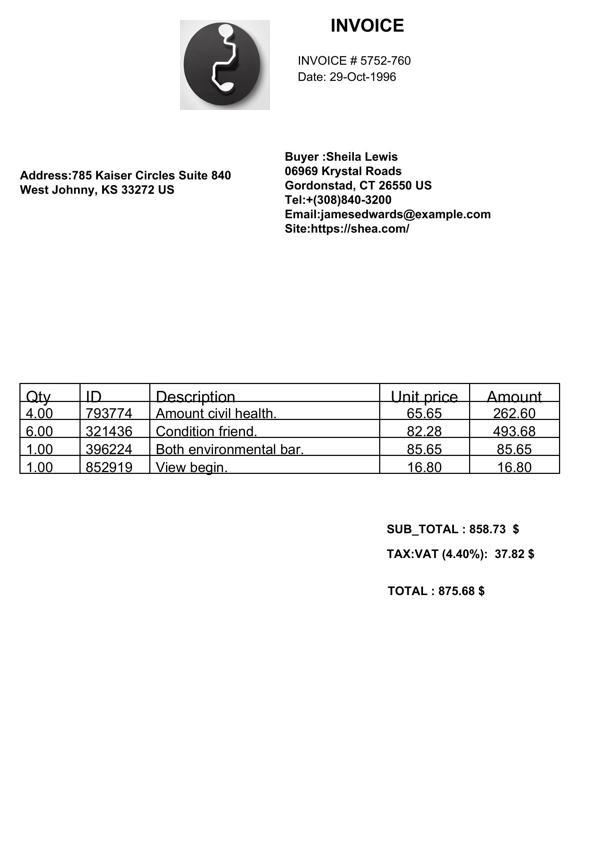 INVOICE
INVOICE # 5752-760
Date: 29-Oct-1996
Address:785 Kaiser Circles Suite 840
West Johnny, KS 33272 US
Buyer :Sheila Lewis
06969 Krystal Roads
Gordonstad, CT 26550 US
Tel:+(308)840-3200
Email:jamesedwards@example.com
Site:https://shea.com/
Qty ID Description Unit price Amount
4.00 793774 Amount civil health. 65.65 262.60
6.00 321436 Condition friend. 82.28 493.68
1.00 396224 Both environmental bar. 85.65 85.65
1.00 852919 View begin. 16.80 16.80
SUB_TOTAL : 858.73 $
TAX:VAT (4.40%): 37.82 $
TOTAL : 875.68 $